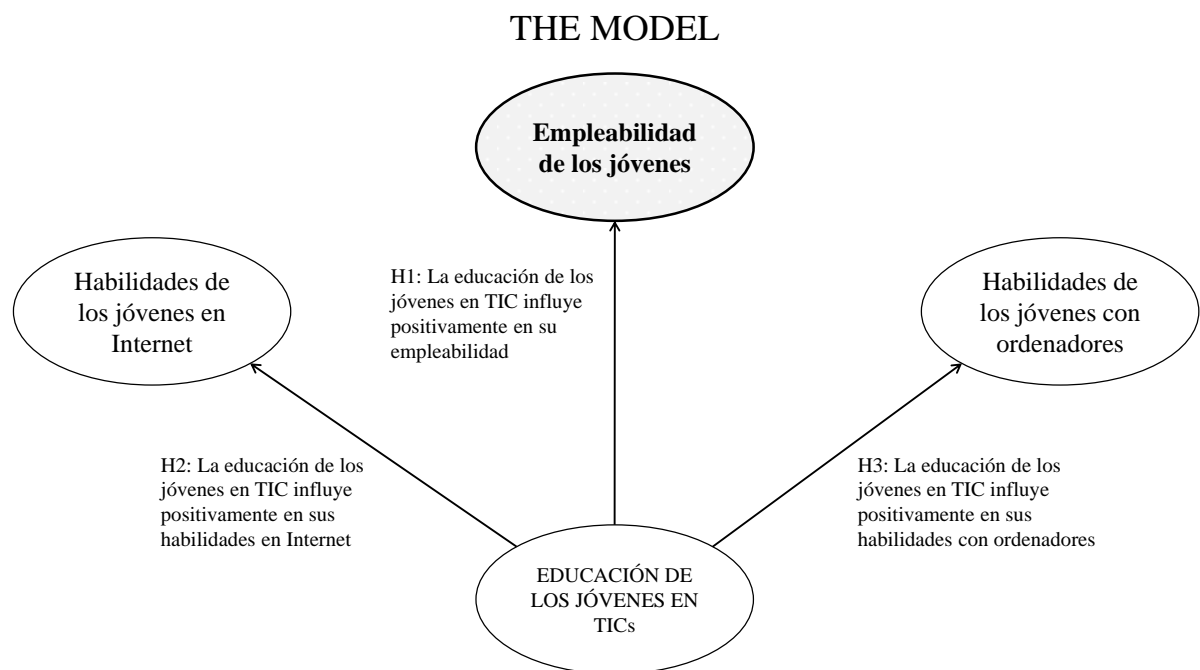 THE MODEL
Empleabilidad
de los jóvenes
Habilidades de
los jóvenes en
Internet
H1: La educación de los
jóvenes en TIC influye
positivamente en su
empleabilidad
Habilidades de
los jóvenes con
ordenadores
H2: La educación de los
jóvenes en TIC influye
positivamente en sus
habilidades en Internet
H3: La educación de los
jóvenes en TIC influye
positivamente en sus
habilidades con ordenadores
EDUCACIÓN DE
LOS JÓVENES EN
TICs